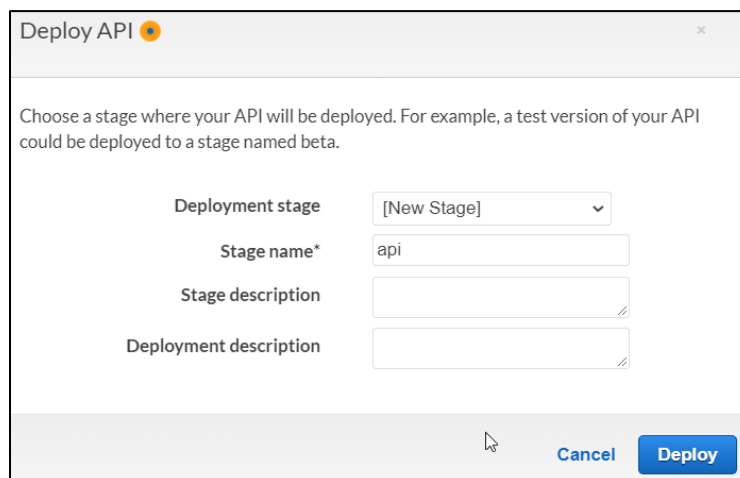 Deploy API
×
Choose a stage where your API will be deployed. For example, a test version of your API
could be deployed to a stage named beta.
Deployment stage [New Stage]
Stage name* api
Stage description
Deployment description
Cancel Deploy